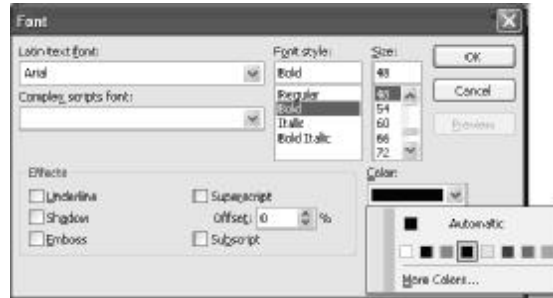 Font
Latin text font:
Arial
Complex scripts font:
Font style:
Bold
Regular
Bold
Italic
Bold Italic
Size:
48
48
54
60
66
72
OK
Cancel
Preview
Effects
Underline
Shadow
Emboss
Superscript
Offset: 0 %
Subscript
Color:
Automatic
More Colors...